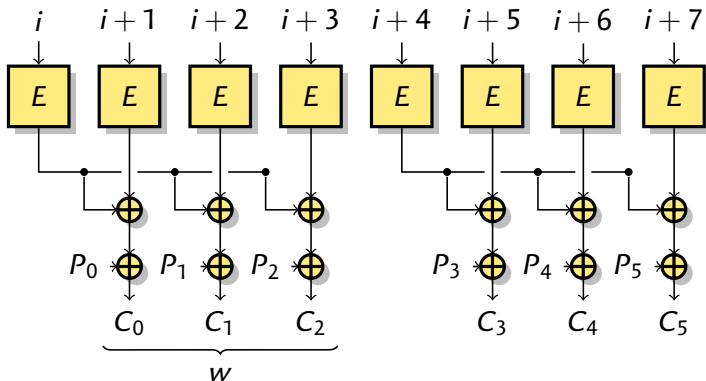 i i + 1 i + 2 i + 3 i + 4 i + 5 i + 6 i + 7
E E E E E E E E
P0 P1 P2 P3 P4 P5
C0 C1 C2 C3 C4 C5
w